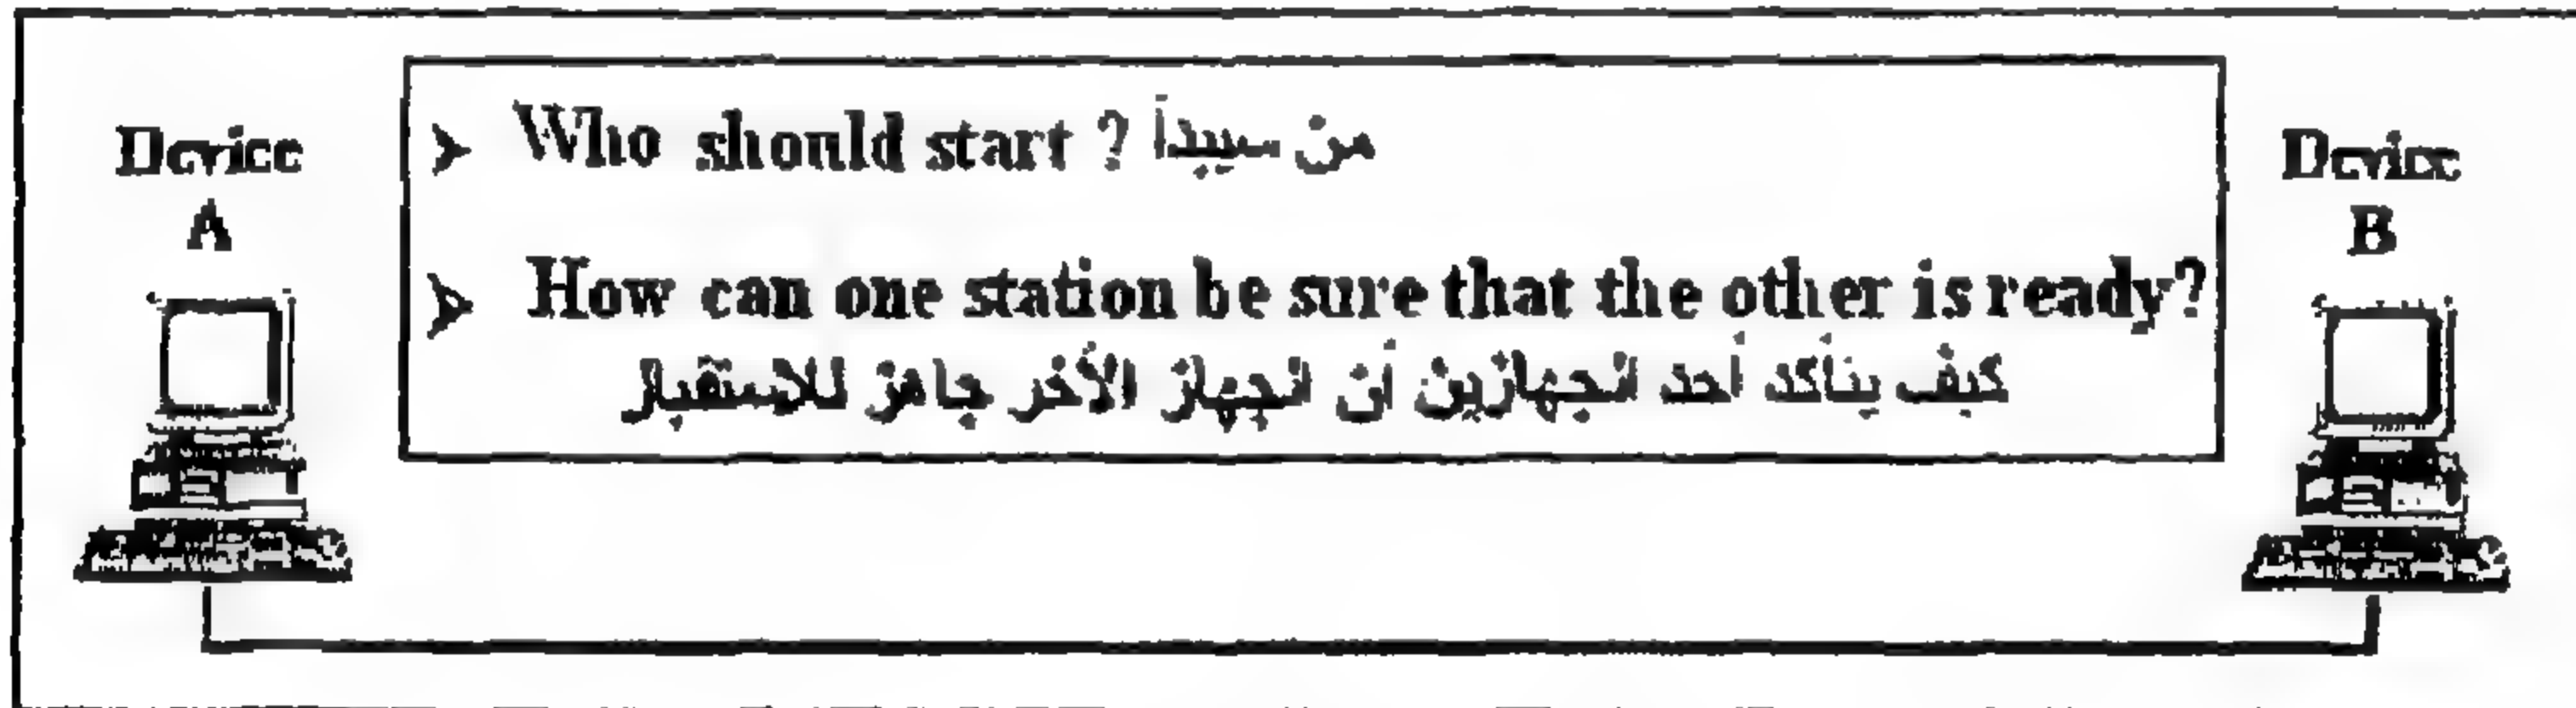 Device
A
➤ Who should start ? من سيبدأ
➤ How can one station be sure that the other is ready?
كيف يتأكد أحد الجهازين أن الجهاز الأخر جاهز للاستقبال
Device
B